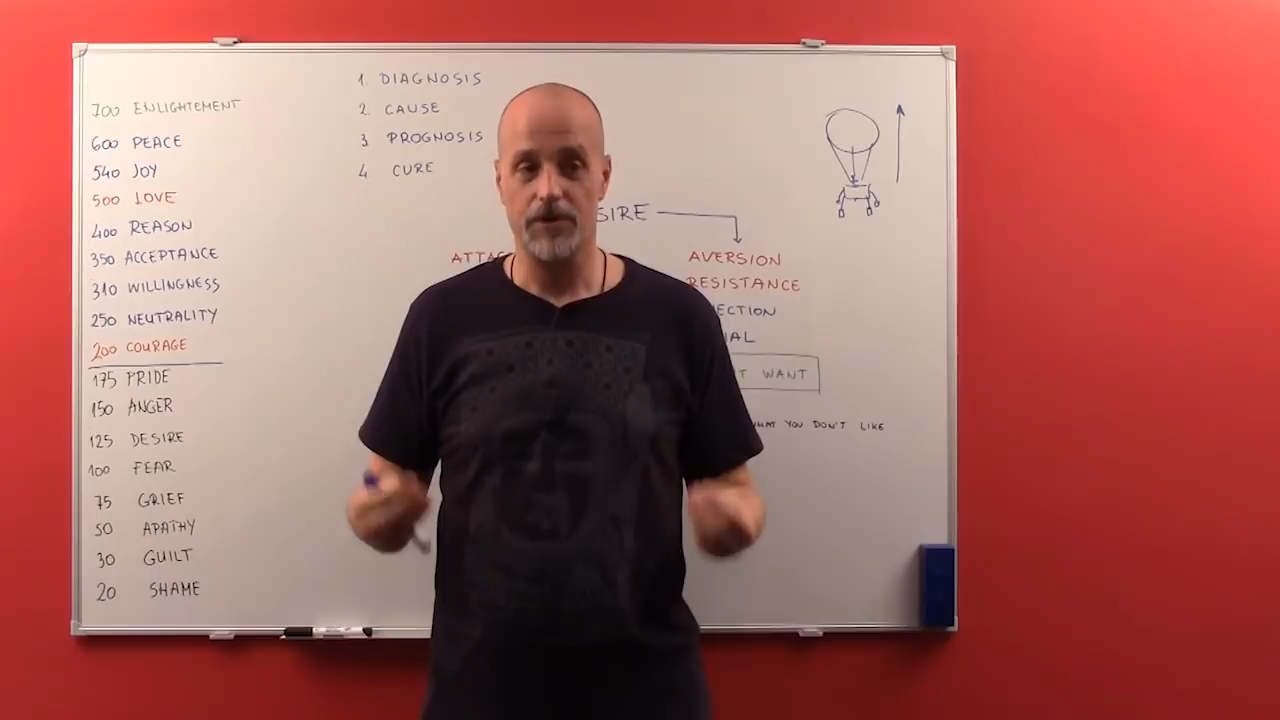 700 ENLIGHTEMENT
600 PEACE
540 JOY
500 LOVE
400 REASON
350 ACCEPTANCE
310 WILLINGNESS
250 NEUTRALITY
200 COURAGE
175 PRIDE
150 ANGER
125 DESIRE
100 FEAR
75 GRIEF
50 APATHY
30 GUILT
20 SHAME
1. DIAGNOSIS
2. CAUSE
3 PROGNOSIS
4 CURE
AVERSION
RESISTANCE
WANT
WHAT YOU DON'T LIKE